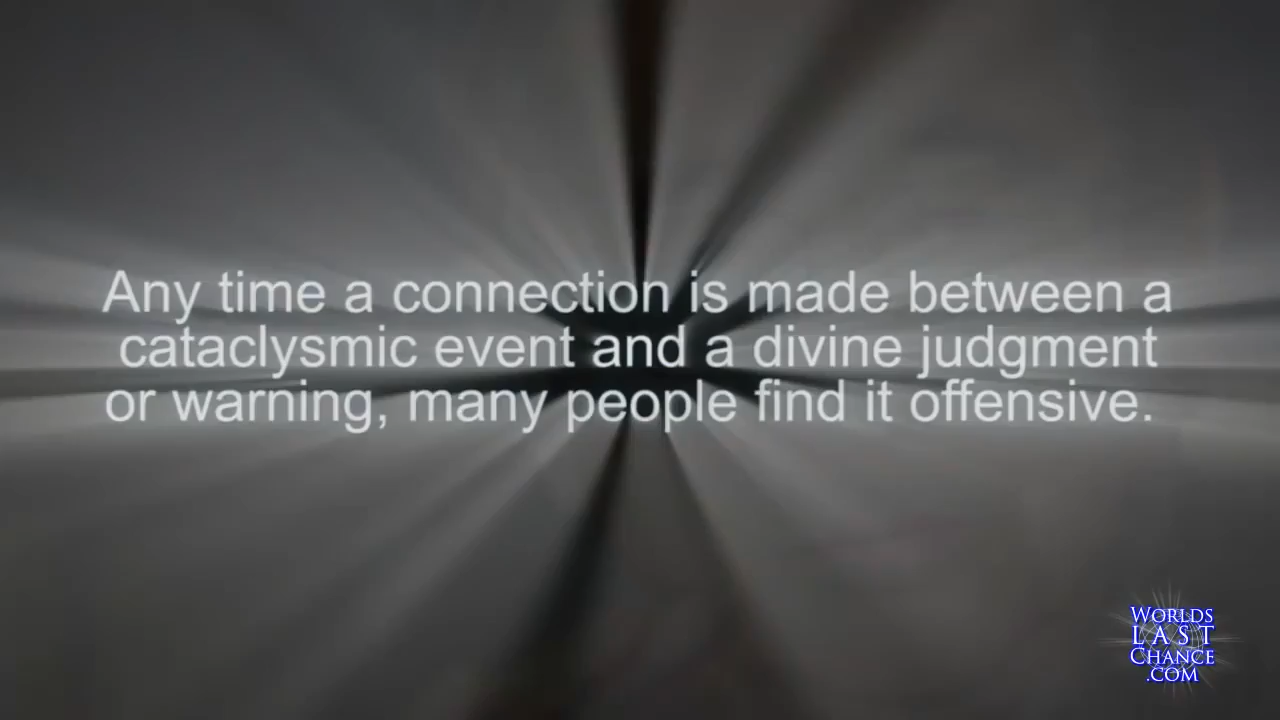 Any time a connection is made between a
cataclysmic event and a divine judgment
or warning, many people find it offensive.
WORLDS
LAST
CHANCE
.COM